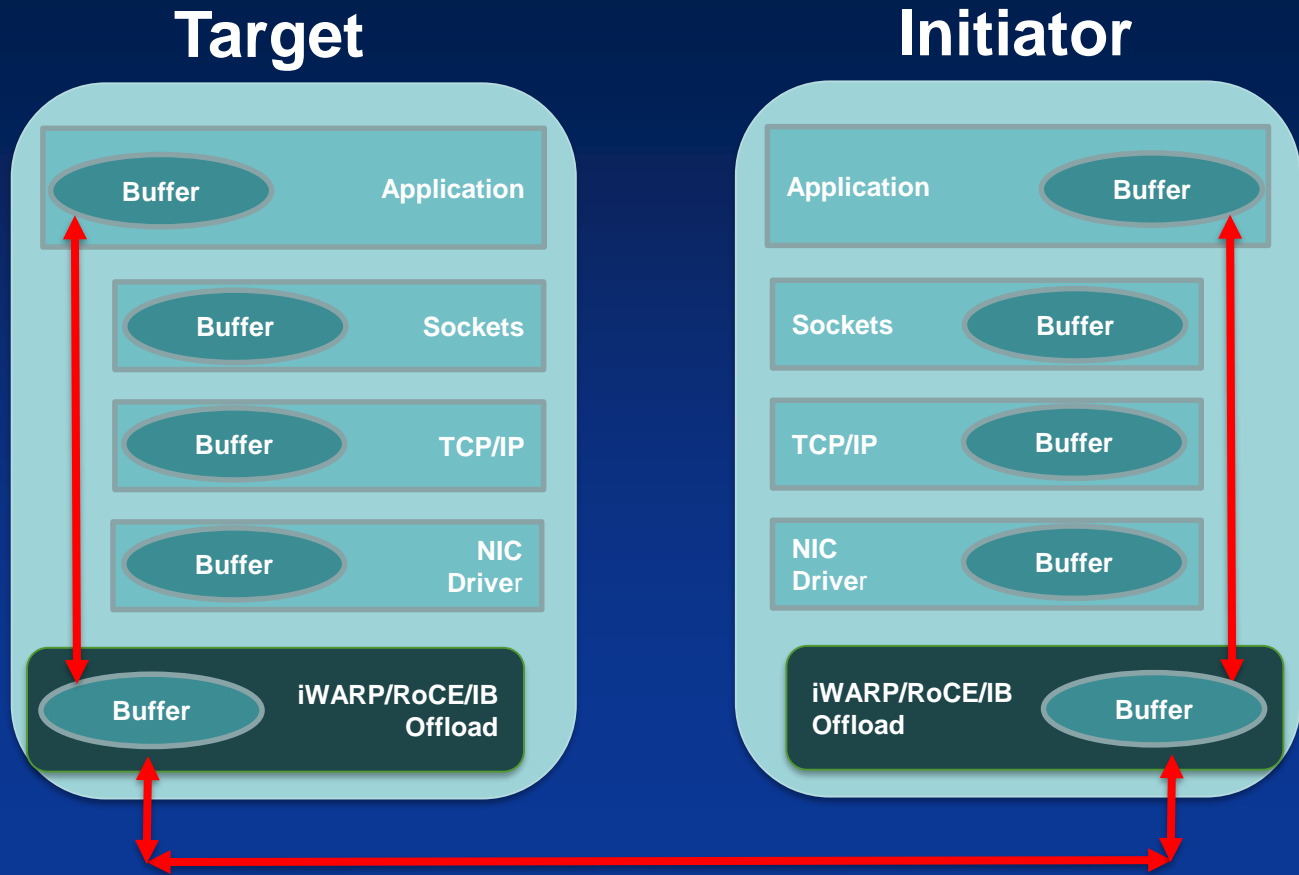 Target
Initiator
Buffer
Application
Buffer
Sockets
Buffer
TCP/IP
Buffer
NIC
Driver
Buffer
iWARP/RoCE/IB
Offload
Application
Buffer
Sockets
Buffer
TCP/IP
Buffer
NIC
Driver
Buffer
iWARP/RoCE/IB
Offload
Buffer